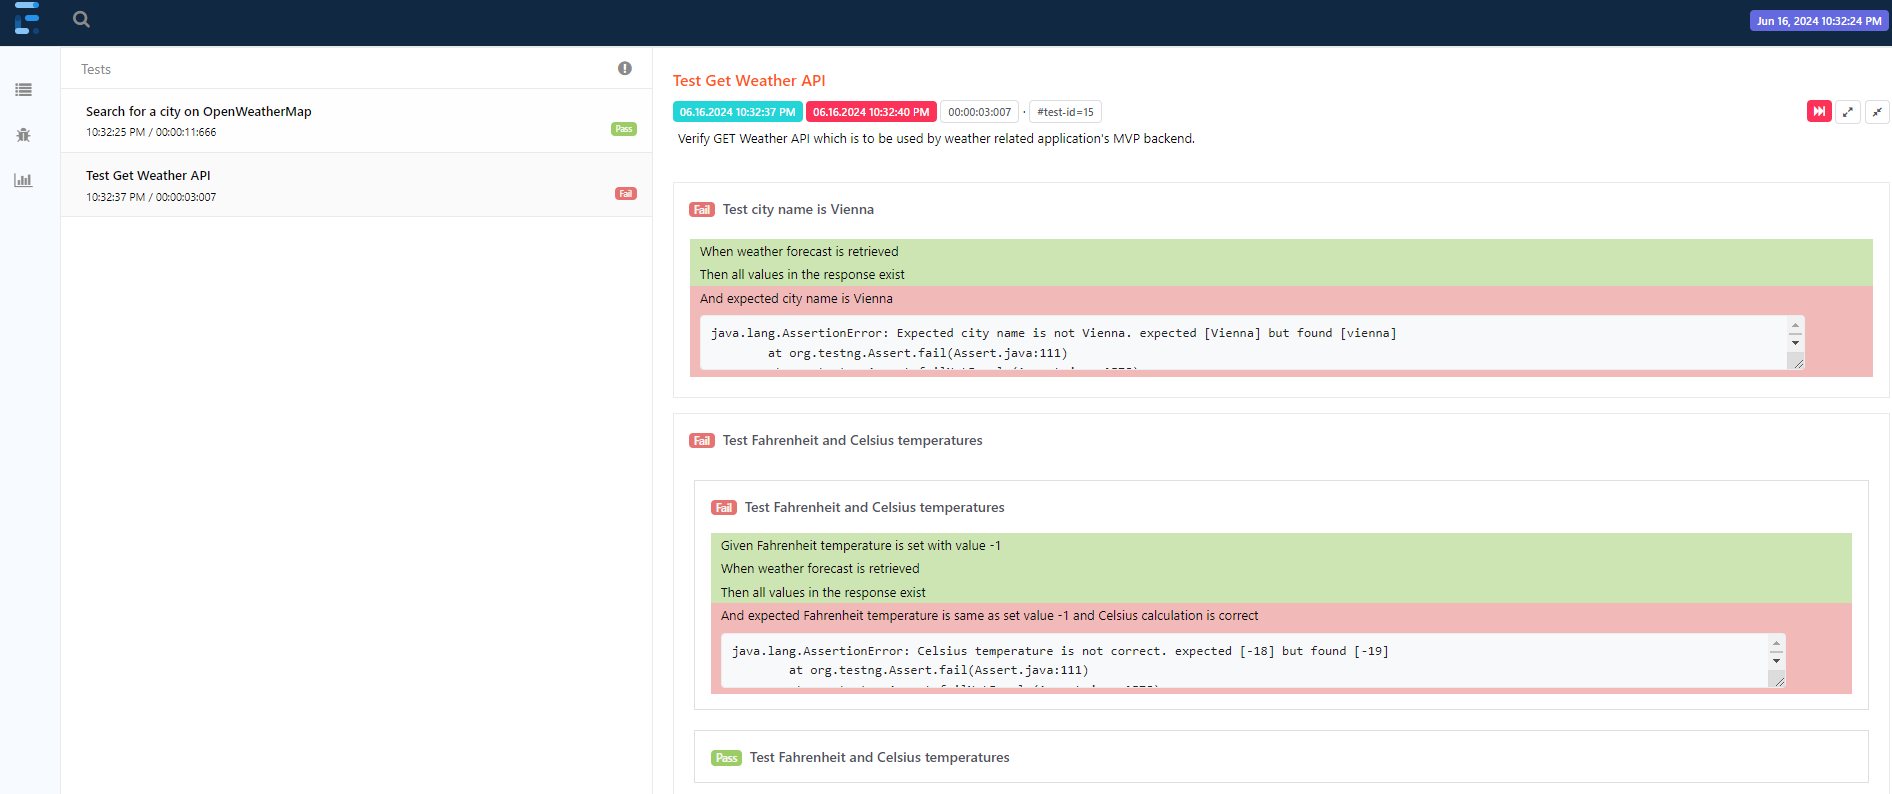 Jun 16, 2024 10:32:24 PM
Tests
Search for a city on OpenWeatherMap
10:32:25 PM / 00:00:11:666
Pass
Test Get Weather API
10:32:37 PM / 00:00:03:007
Fail
Test Get Weather API
06.16.2024 10:32:37 PM 06.16.2024 10:32:40 PM 00:00:03:007 · #test-id=15
Verify GET Weather API which is to be used by weather related application's MVP backend.
Fail Test city name is Vienna
When weather forecast is retrieved
Then all values in the response exist
And expected city name is Vienna
java.lang.AssertionError: Expected city name is not Vienna. expected [Vienna] but found [vienna]
at org.testng.Assert.fail(Assert.java:111)
Fail Test Fahrenheit and Celsius temperatures
Fail Test Fahrenheit and Celsius temperatures
Given Fahrenheit temperature is set with value -1
When weather forecast is retrieved
Then all values in the response exist
And expected Fahrenheit temperature is same as set value -1 and Celsius calculation is correct
java.lang.AssertionError: Celsius temperature is not correct. expected [-18] but found [-19]
at org.testng.Assert.fail(Assert.java:111)
Pass Test Fahrenheit and Celsius temperatures